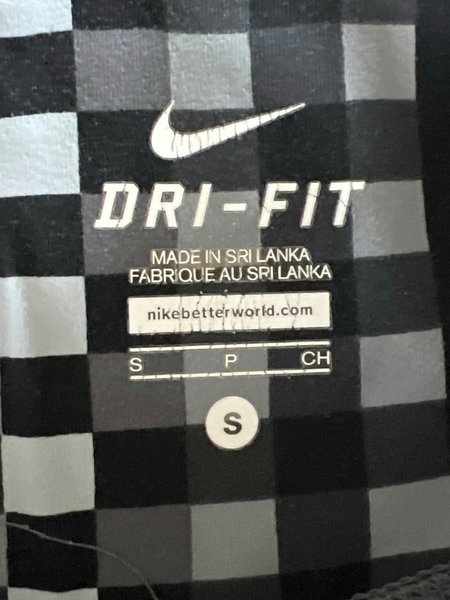 DRI-FIT
MADE IN SRI LANKA
FABRIQUE AU SRI LANKA
nikebetterworld.com
S P CH
S